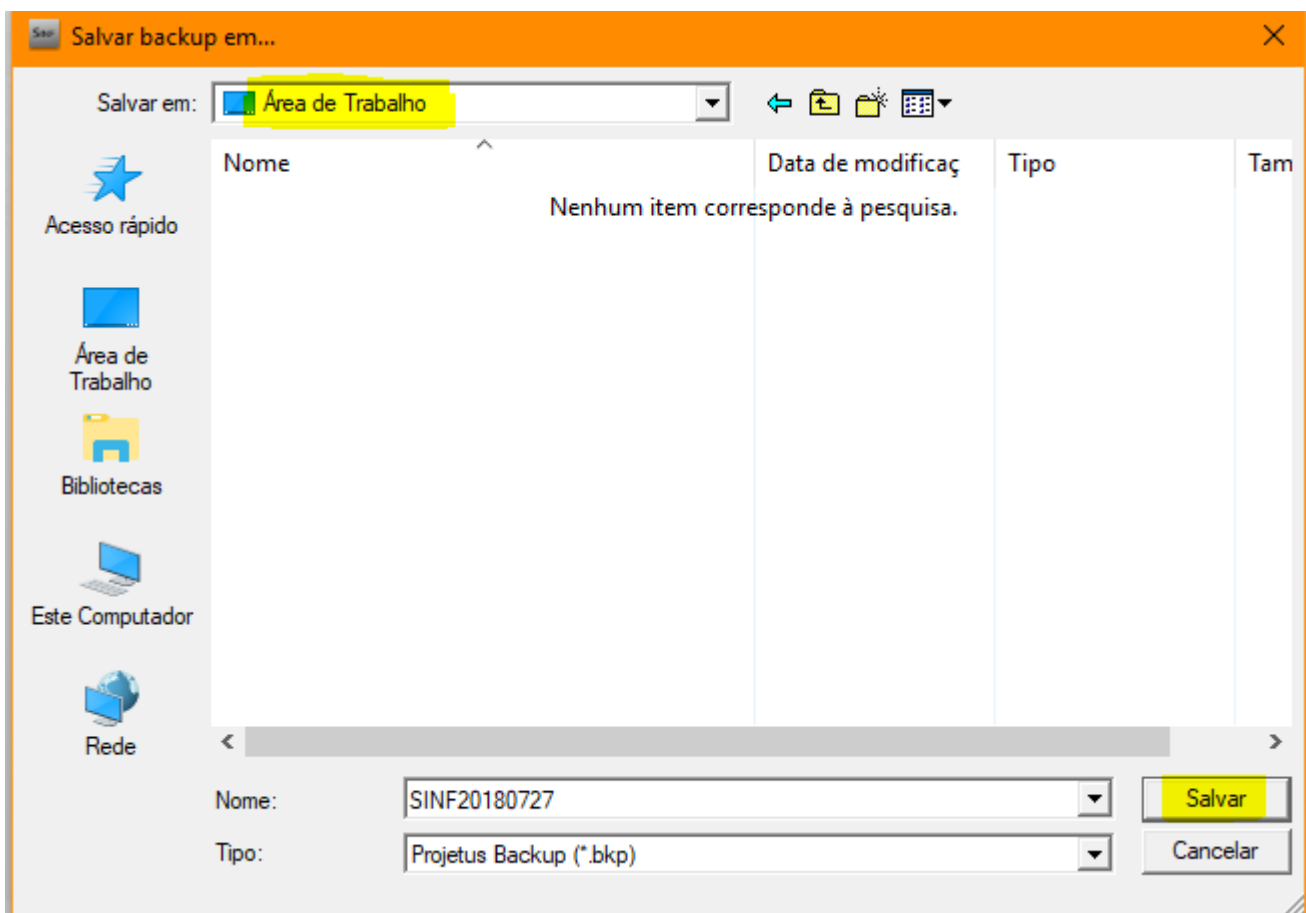 Salvar backup em...
Salvar em: Área de Trabalho
Nome Data de modificaç Tipo Tam
Nenhum item corresponde à pesquisa.
Acesso rápido
Área de
Trabalho
Bibliotecas
Este Computador
Rede
Nome: SINF20180727 Salvar
Tipo: Projetus Backup (*.bkp) Cancelar